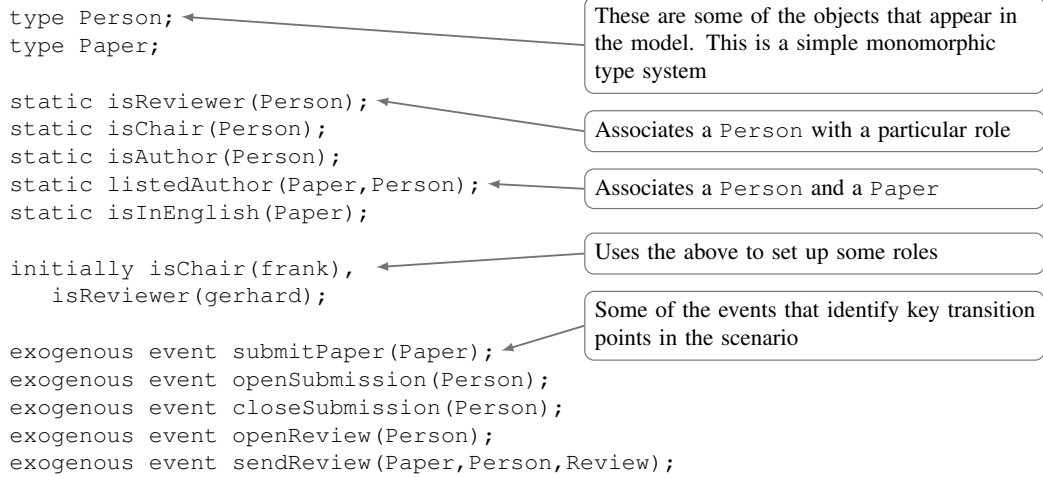 type Person;
type Paper;
These are some of the objects that appear in
the model. This is a simple monomorphic
type system
static isReviewer(Person);
static isChair(Person);
static isAuthor(Person);
static listedAuthor(Paper,Person);
static isInEnglish(Paper);
Associates a Person with a particular role
Associates a Person and a Paper
initially isChair(frank),
isReviewer(gerhard);
Uses the above to set up some roles
Some of the events that identify key transition
points in the scenario
exogenous event submitPaper(Paper);
exogenous event openSubmission(Person);
exogenous event closeSubmission(Person);
exogenous event openReview(Person);
exogenous event sendReview(Paper,Person,Review);